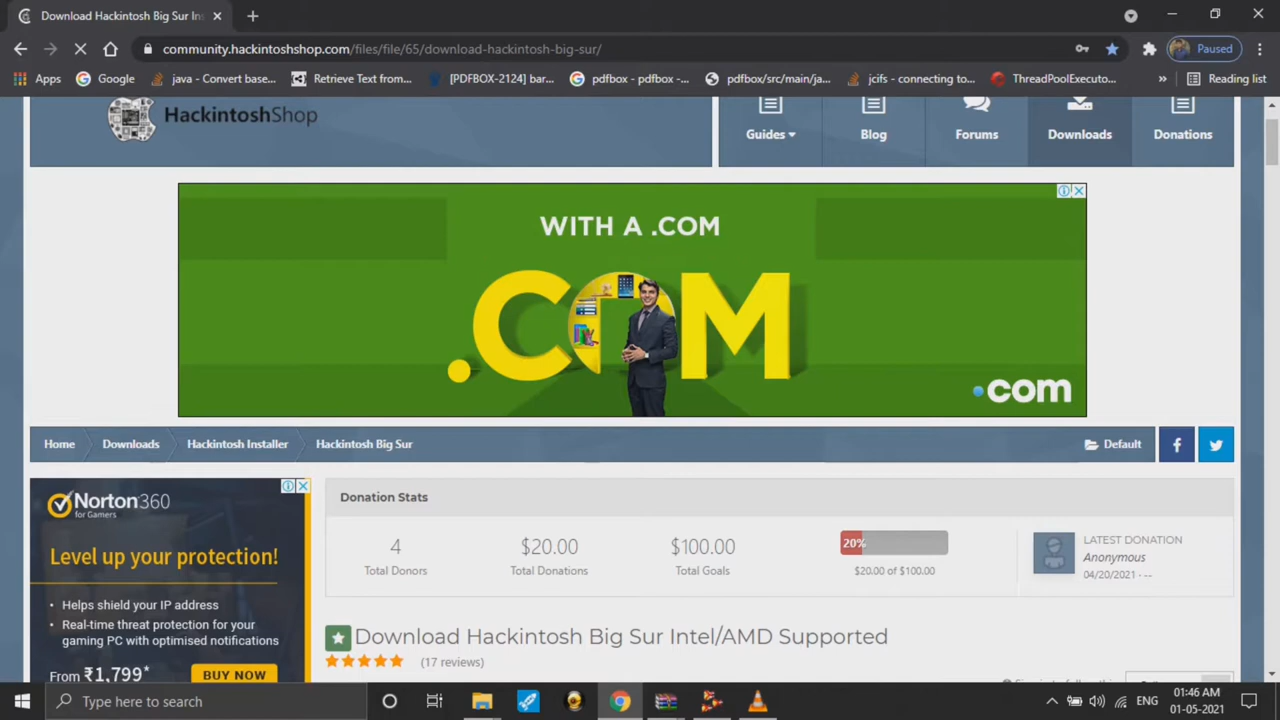 Download Hackintosh Big Sur Ins
community.hackintoshshop.com/files/file/65/download-hackintosh-big-sur/
Paused
Apps
Google
java - Convert base...
Retrieve Text from...
[PDFBOX-2124] bar...
pdfbox - pdfbox -...
pdfbox/src/main/ja...
jcifs - connecting to...
ThreadPoolExecuto...
»
Reading list
HackintoshShop
Guides
Blog
Forums
Downloads
Donations
WITH A .COM
.COM
.com
Home
Downloads
Hackintosh Installer
Hackintosh Big Sur
Default
Norton360
for Gamers
Level up your protection!
• Helps shield your IP address
• Real-time threat protection for your
gaming PC with optimised notifications
From ₹1,799*
BUY NOW
Donation Stats
4
Total Donors
$20.00
Total Donations
$100.00
Total Goals
20%
$20.00 of $100.00
LATEST DONATION
Anonymous
04/20/2021 · --
Download Hackintosh Big Sur Intel/AMD Supported
(17 reviews)
Type here to search
ENG
01:46 AM
01-05-2021